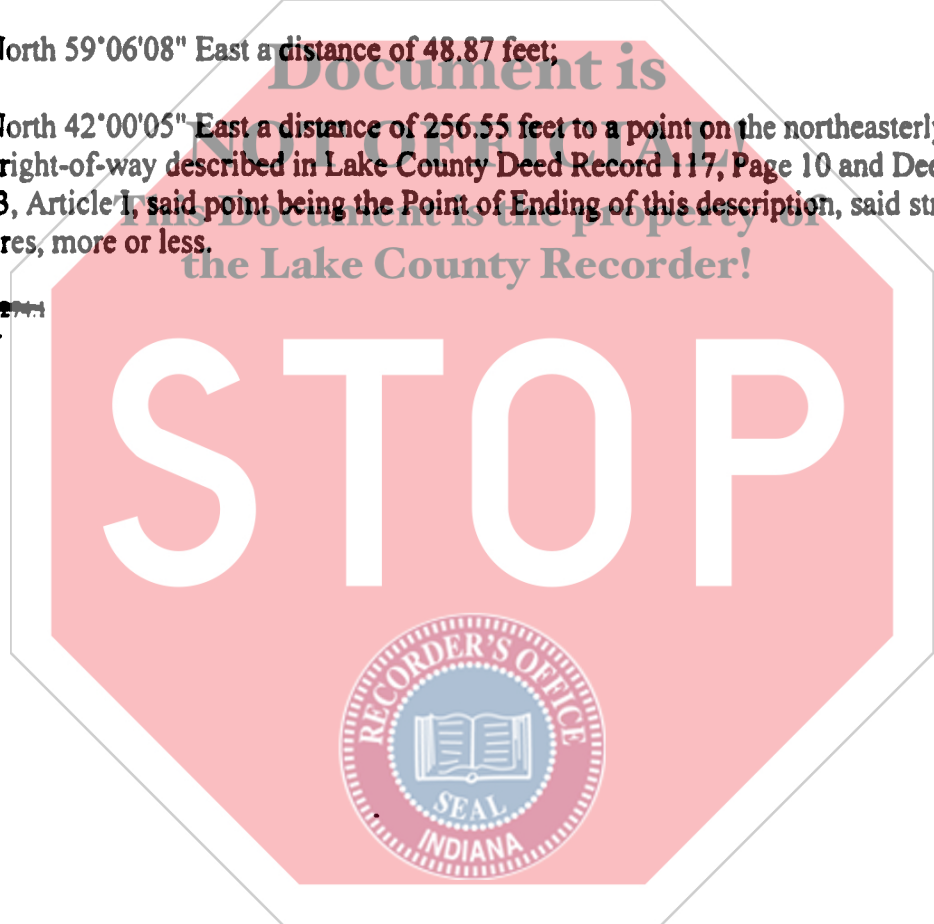 North 59°06'08" East a distance of 48.87 feet;
Document is
North 42°00'05" East a distance of 256.55 feet to a point on the northeasterly
NOT OFFICIAL!
right-of-way described in Lake County Deed Record 117, Page 10 and Dee
3, Article I, said point being the Point of Ending of this description, said str
This Document is the property of
res, more or less.
the Lake County Recorder!
STOP
RECORDER'S OFFICE
SEAL
INDIANA